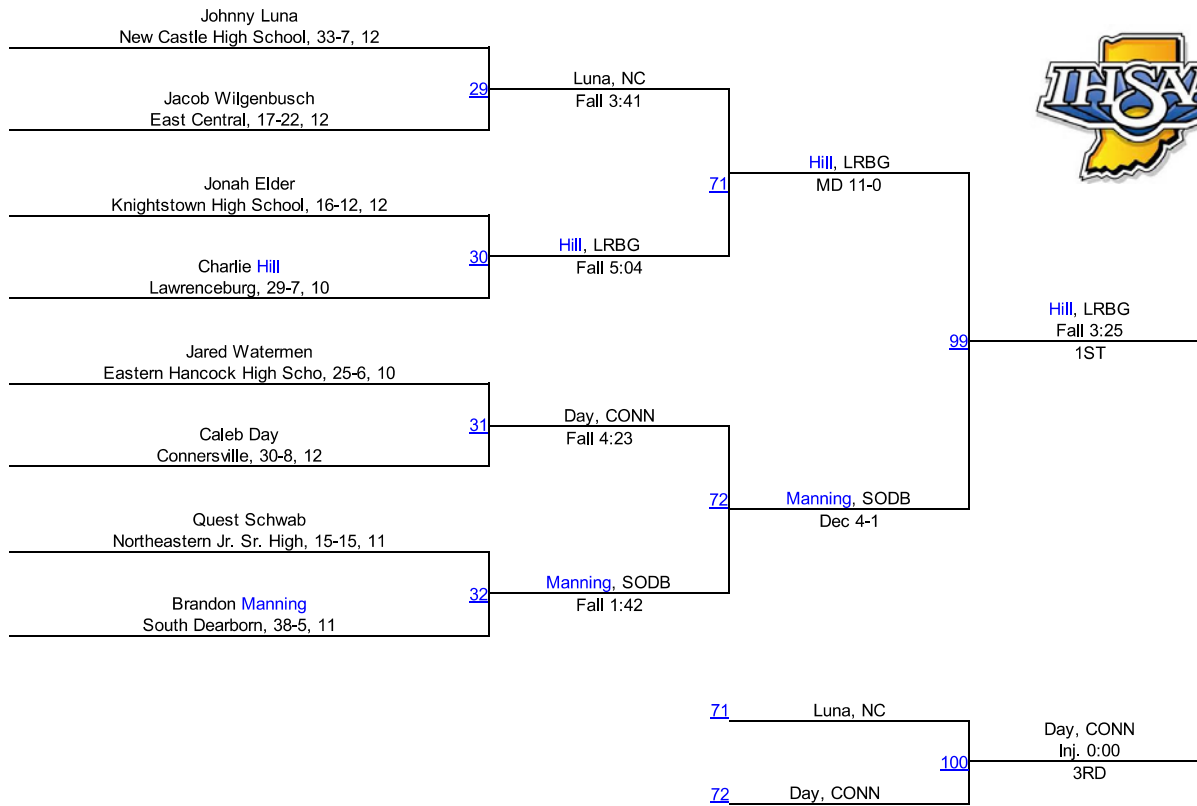 Johnny Luna
New Castle High School, 33-7, 12
29
Jacob Wilgenbusch
East Central, 17-22, 12
Luna, NC
Fall 3:41
Jonah Elder
Knightstown High School, 16-12, 12
30
Charlie Hill
Lawrenceburg, 29-7, 10
Hill, LRBG
Fall 5:04
71
Hill, LRBG
MD 11-0
Jared Watermen
Eastern Hancock High Scho, 25-6, 10
31
Caleb Day
Connersville, 30-8, 12
Day, CONN
Fall 4:23
Quest Schwab
Northeastern Jr. Sr. High, 15-15, 11
32
Brandon Manning
South Dearborn, 38-5, 11
Manning, SODB
Fall 1:42
72
Manning, SODB
Dec 4-1
99
Hill, LRBG
Fall 3:25
1ST
IHSAA
71
Luna, NC
100
72
Day, CONN
Day, CONN
Inj. 0:00
3RD